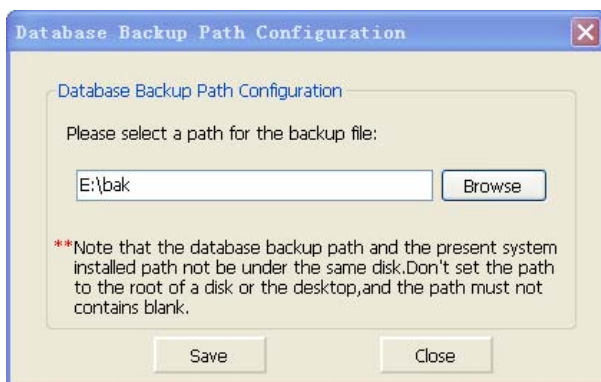 Database Backup Path Configuration
Database Backup Path Configuration
Please select a path for the backup file:
E:\bak
Browse
**Note that the database backup path and the present system
installed path not be under the same disk.Don't set the path
to the root of a disk or the desktop,and the path must not
contains blank.
Save
Close